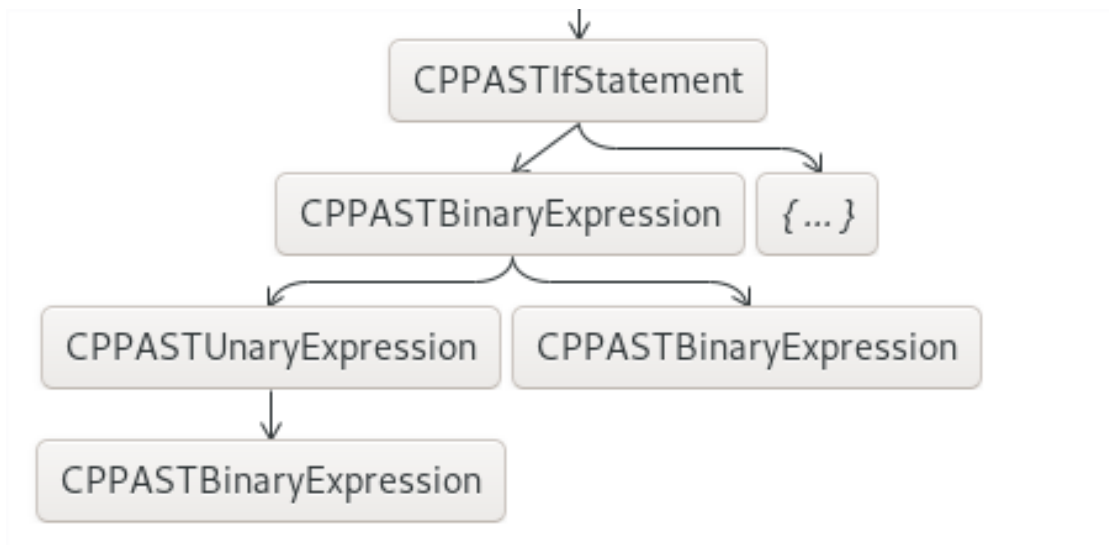 CPPASTIfStatement
CPPASTBinaryExpression
{ ... }
CPPASTUnaryExpression
CPPASTBinaryExpression
CPPASTBinaryExpression